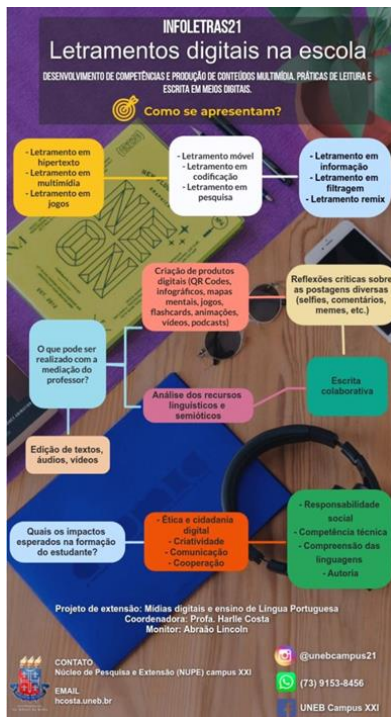 INFOLETRAS21
Letramentos digitais na escola
DESENVOLVIMENTO DE COMPETÊNCIAS E PRODUÇÃO DE CONTEÚDOS MULTIMÍDIA. PRÁTICAS DE LEITURA E
ESCRITA EM MEIOS DIGITAIS.
Como se apresentam?
- Letramento em
hipertexto
- Letramento em
multimídia
- Letramento em
jogos
- Letramento móvel
- Letramento em
codificação
- Letramento em
pesquisa
- Letramento em
informação
- Letramento em
filtragem
- Letramento remix
Criação de produtos
digitais (QR Codes,
infográficos, mapas
mentais, jogos,
flashcards, animações,
vídeos, podcasts)
Reflexões críticas sobre
as postagens diversas
(selfies, comentários,
memes, etc.)
O que pode ser
realizado com a
mediação do
professor?
Análise dos recursos
linguísticos e
semióticos
Escrita
colaborativa
Edição de textos,
áudios, vídeos
Quais os impactos
esperados na formação
do estudante?
- Ética e cidadania
digital
- Criatividade
- Comunicação
- Cooperação
- Responsabilidade
social
- Competência técnica
- Compreensão das
linguagens
- Autoria
Projeto de extensão: Mídias digitais e ensino de Língua Portuguesa
Coordenadora: Profa. Harlle Costa
Monitor: Abraão Lincoln
CONTATO
Núcleo de Pesquisa e Extensão (NUPE) campus XXI
EMAIL
hcosta.uneb.br
@unebcampus21
(73) 9153-8456
UNEB Campus XXI